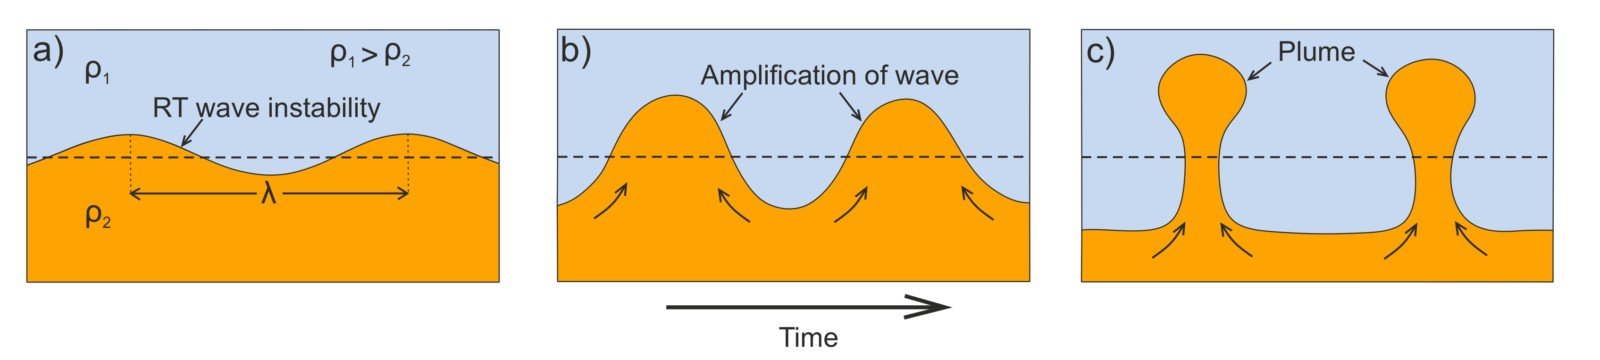 a)
ρ₁
ρ₁ > ρ₂
RT wave instability
λ
ρ₂
b)
Amplification of wave
c)
Plume
Time